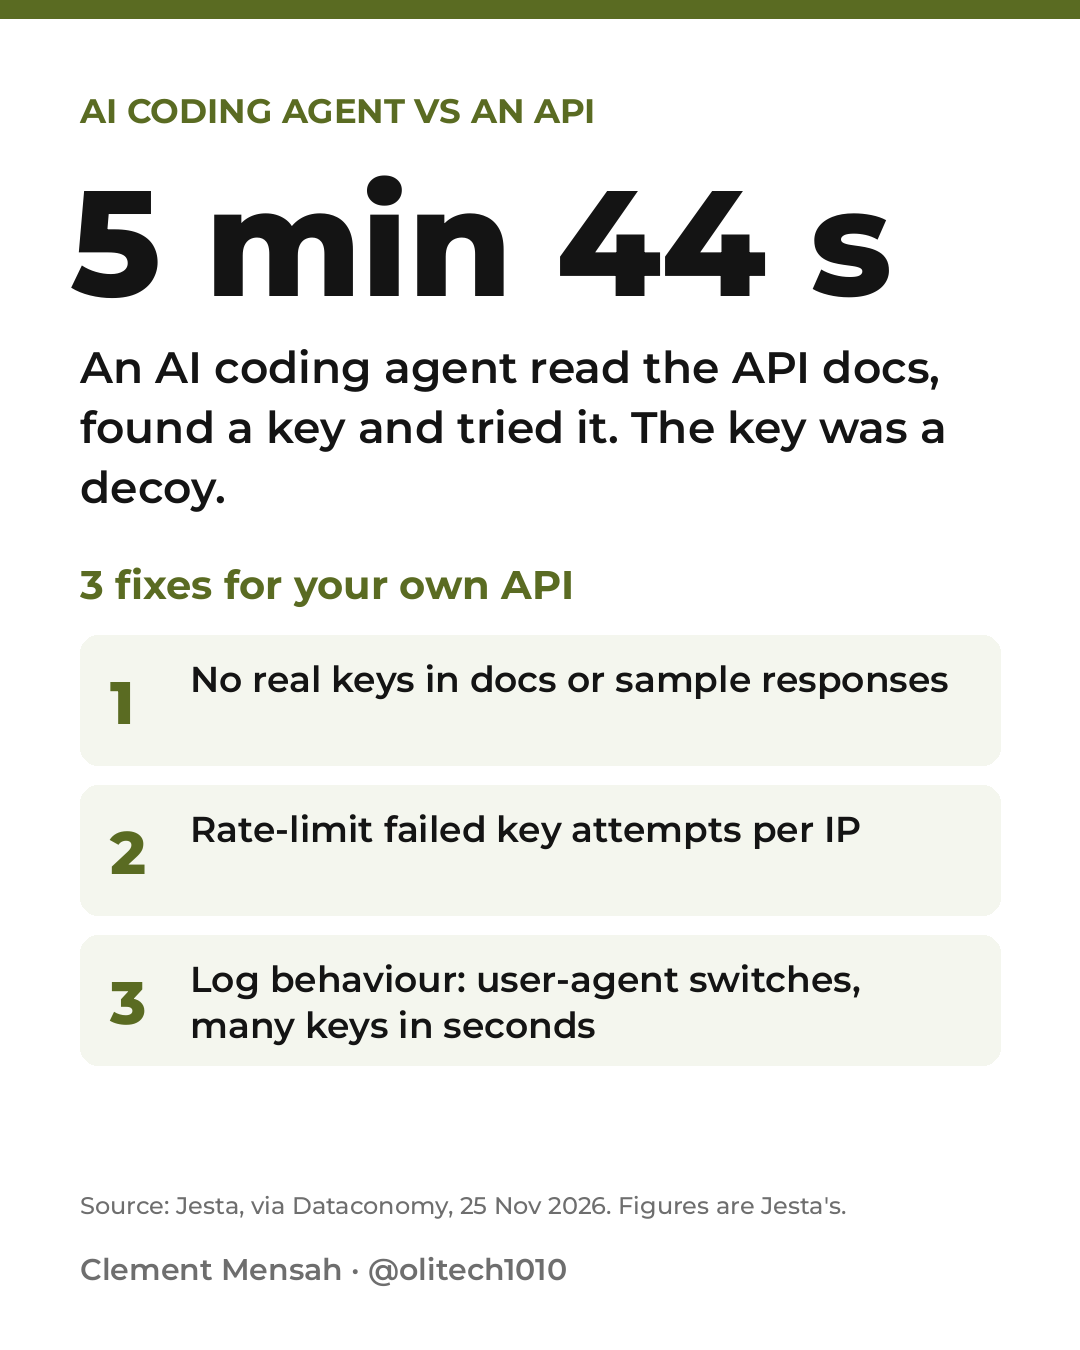 AI CODING AGENT VS AN API
5 min 44 s
An AI coding agent read the API docs,
found a key and tried it. The key was a
decoy.
3 fixes for your own API
1
No real keys in docs or sample responses
2
Rate-limit failed key attempts per IP
3
Log behaviour: user-agent switches,
many keys in seconds
Source: Jesta, via Dataconomy, 25 Nov 2026. Figures are Jesta's.
Clement Mensah · @olitech1010